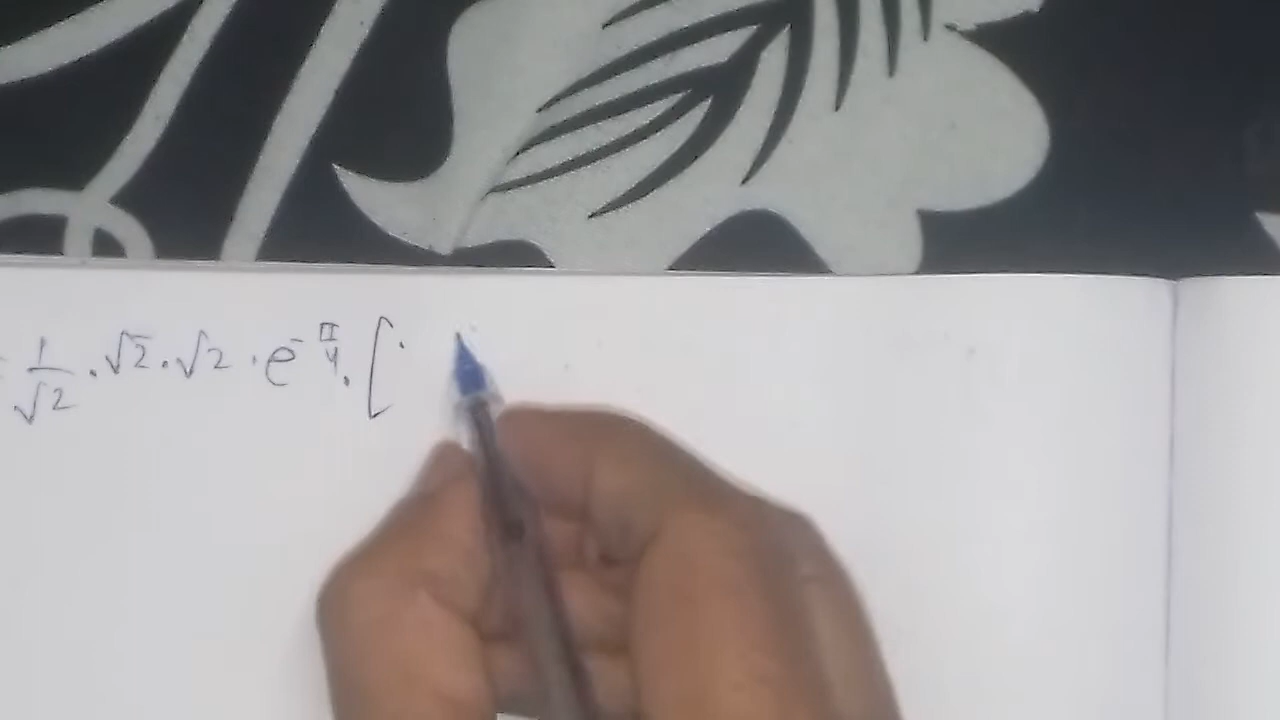 = 1/√2 . √2 . √2 . e^{-π/4} . [